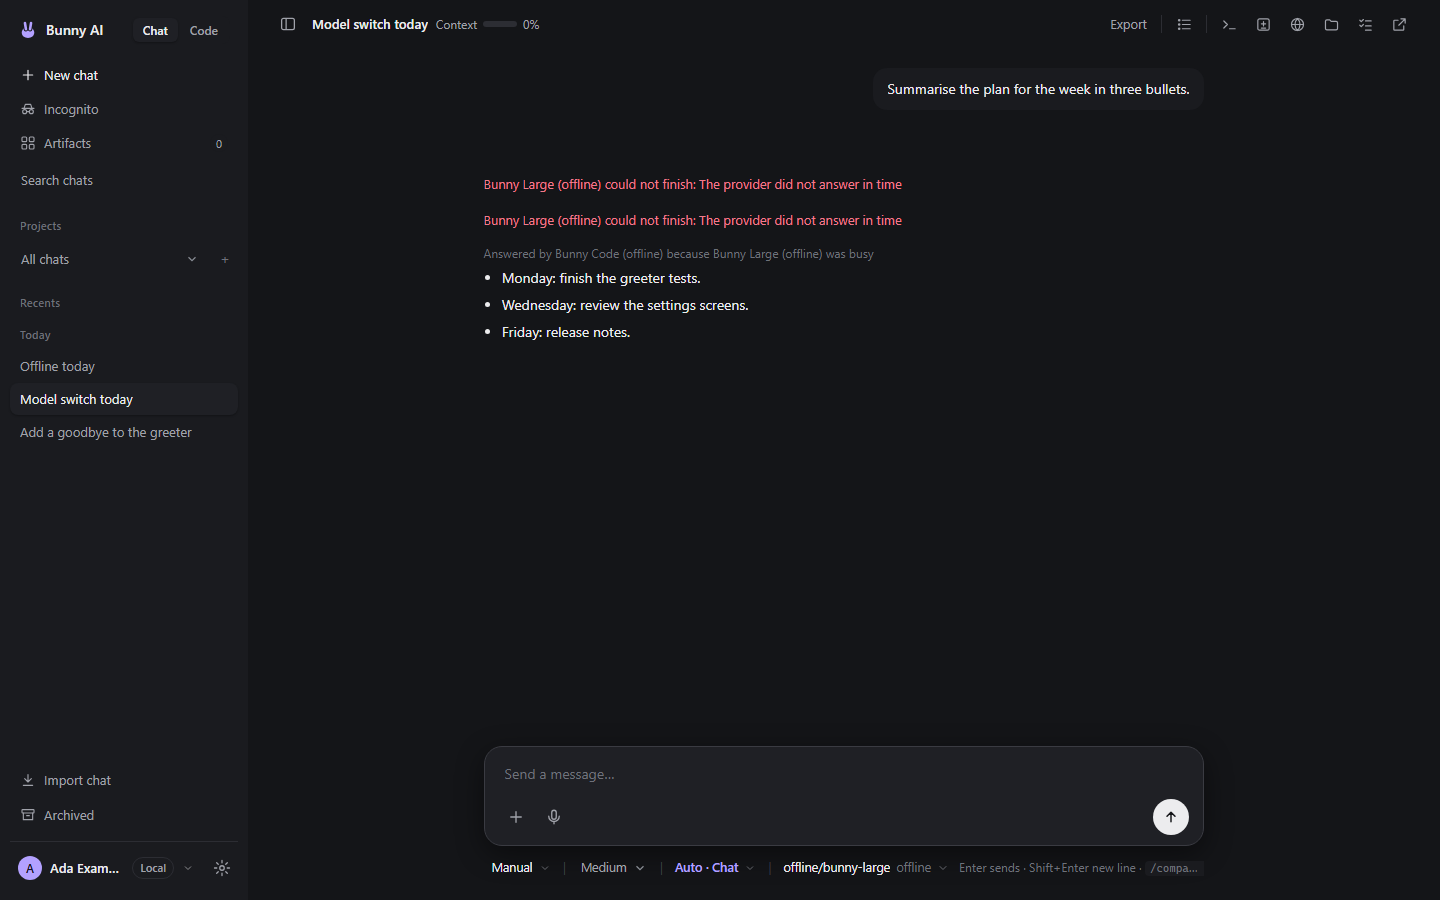 Bunny AI
Chat
Code
New chat
Incognito
Artifacts
0
Search chats
Projects
All chats
+
Recents
Today
Offline today
Model switch today
Add a goodbye to the greeter
Import chat
Archived
A
Ada Exam...
Local
Model switch today
Context
0%
Export
Summarise the plan for the week in three bullets.
Bunny Large (offline) could not finish: The provider did not answer in time
Bunny Large (offline) could not finish: The provider did not answer in time
Answered by Bunny Code (offline) because Bunny Large (offline) was busy
• Monday: finish the greeter tests.
• Wednesday: review the settings screens.
• Friday: release notes.
Send a message...
Manual
Medium
Auto · Chat
offline/bunny-large offline
Enter sends · Shift+Enter new line · /compa...